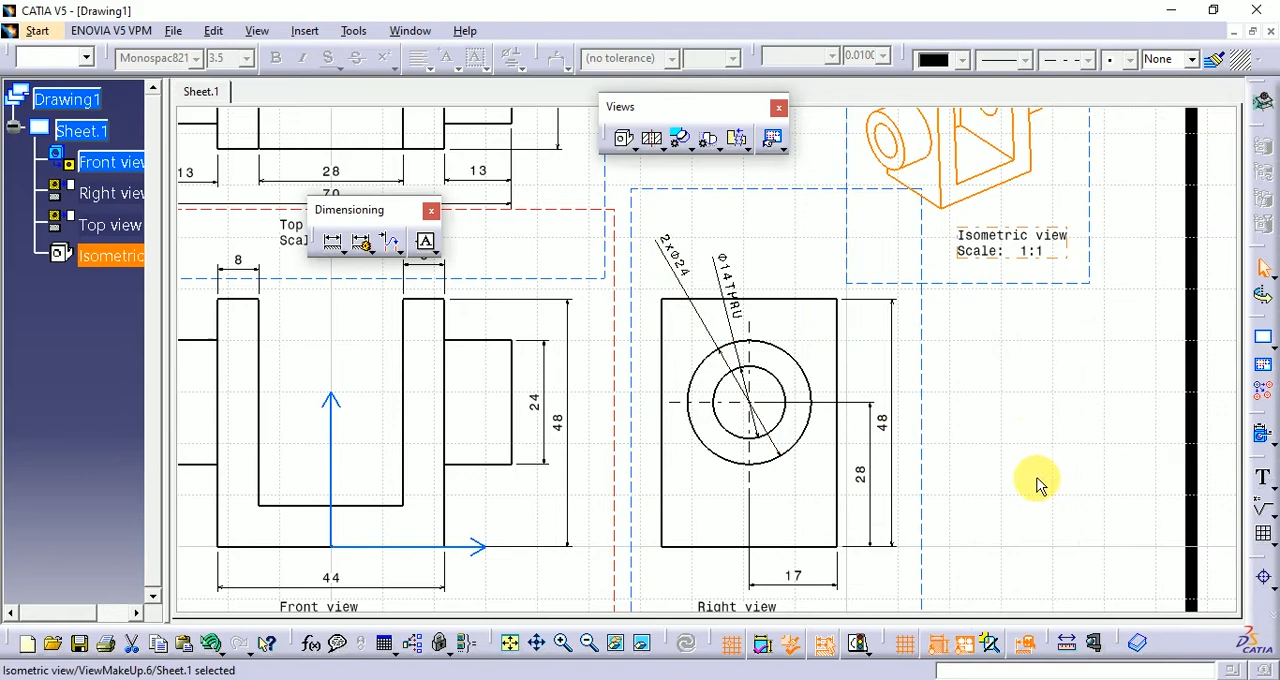 CATIA V5 - [Drawing1]
Start ENOVIA V5 VPM File Edit View Insert Tools Window Help
Monospac821 3.5 B I S (no tolerance) 0.0100 None
Drawing1
Sheet.1
Front view
Right view
Top view
Isometric
Sheet.1
Views
13 28 13
70
Dimensioning
A
Top
Scal
8
24
48
44
Front view
2xΦ24
Φ14THRU
48
28
17
Right view
Isometric view
Scale: 1:1
T
f(x)
CATIA
Isometric view/ViewMakeUp.6/Sheet.1 selected